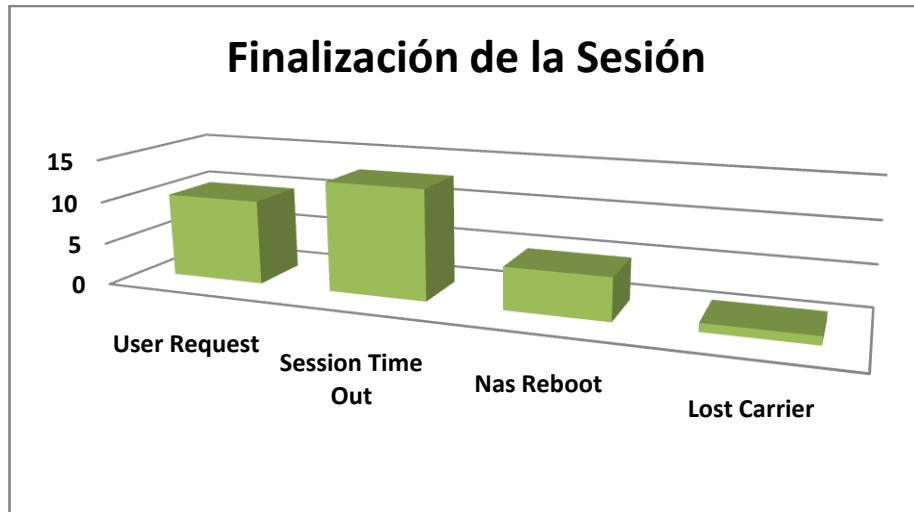 Finalización de la Sesión
15
10
5
0
User Request
Session Time
Out
Nas Reboot
Lost Carrier